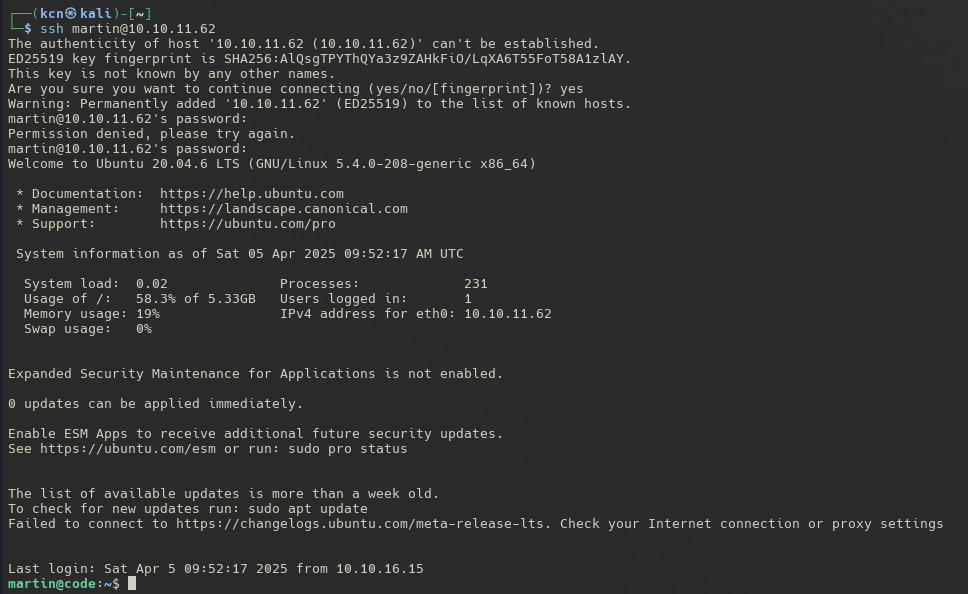 ┌──(kcn㉿kali)-[~]
└─$ ssh martin@10.10.11.62
The authenticity of host '10.10.11.62 (10.10.11.62)' can't be established.
ED25519 key fingerprint is SHA256:AlQsgTPYThQYa3z9ZAHkFiO/LqXA6T55FoT58A1zlAY.
This key is not known by any other names.
Are you sure you want to continue connecting (yes/no/[fingerprint])? yes
Warning: Permanently added '10.10.11.62' (ED25519) to the list of known hosts.
martin@10.10.11.62's password:
Permission denied, please try again.
martin@10.10.11.62's password:
Welcome to Ubuntu 20.04.6 LTS (GNU/Linux 5.4.0-208-generic x86_64)
* Documentation:  https://help.ubuntu.com
* Management:     https://landscape.canonical.com
* Support:        https://ubuntu.com/pro
System information as of Sat 05 Apr 2025 09:52:17 AM UTC
System load:  0.02              Processes:             231
Usage of /:   58.3% of 5.33GB   Users logged in:       1
Memory usage: 19%               IPv4 address for eth0: 10.10.11.62
Swap usage:   0%
Expanded Security Maintenance for Applications is not enabled.
0 updates can be applied immediately.
Enable ESM Apps to receive additional future security updates.
See https://ubuntu.com/esm or run: sudo pro status
The list of available updates is more than a week old.
To check for new updates run: sudo apt update
Failed to connect to https://changelogs.ubuntu.com/meta-release-lts. Check your Internet connection or proxy settings
Last login: Sat Apr 5 09:52:17 2025 from 10.10.16.15
martin@code:~$